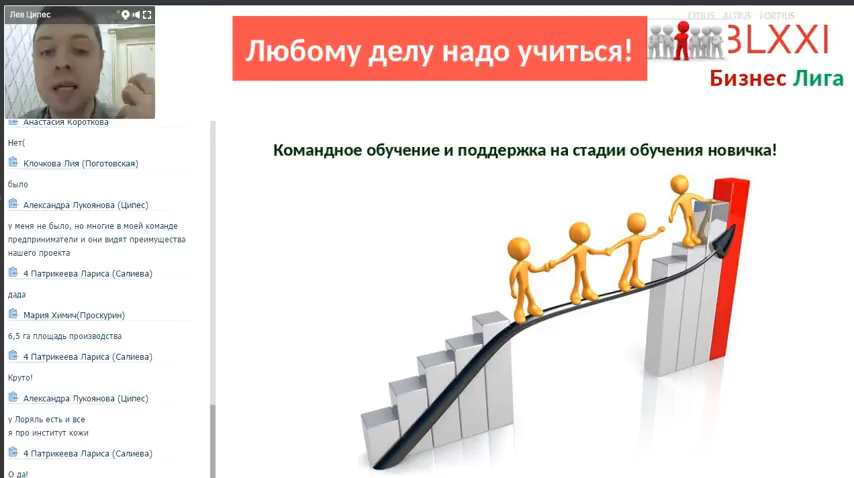 Лев Ципес
CITIUS ALTIUS FORTIUS
Любому делу надо учиться!
BLXXI
Бизнес Лига
Командное обучение и поддержка на стадии обучения новичка!
Анастасия Короткова
Нет(
Клочкова Лия (Поготовская)
было
Александра Лукоянова (Ципес)
у меня не было, но многие в моей команде
предприниматели и они видят преимущества
нашего проекта
4 Патрикеева Лариса (Салиева)
дада
Мария Химич(Проскурин)
6,5 га площадь производства
4 Патрикеева Лариса (Салиева)
Круто!
Александра Лукоянова (Ципес)
у Лоряль есть и все
я про институт кожи
4 Патрикеева Лариса (Салиева)
О да!